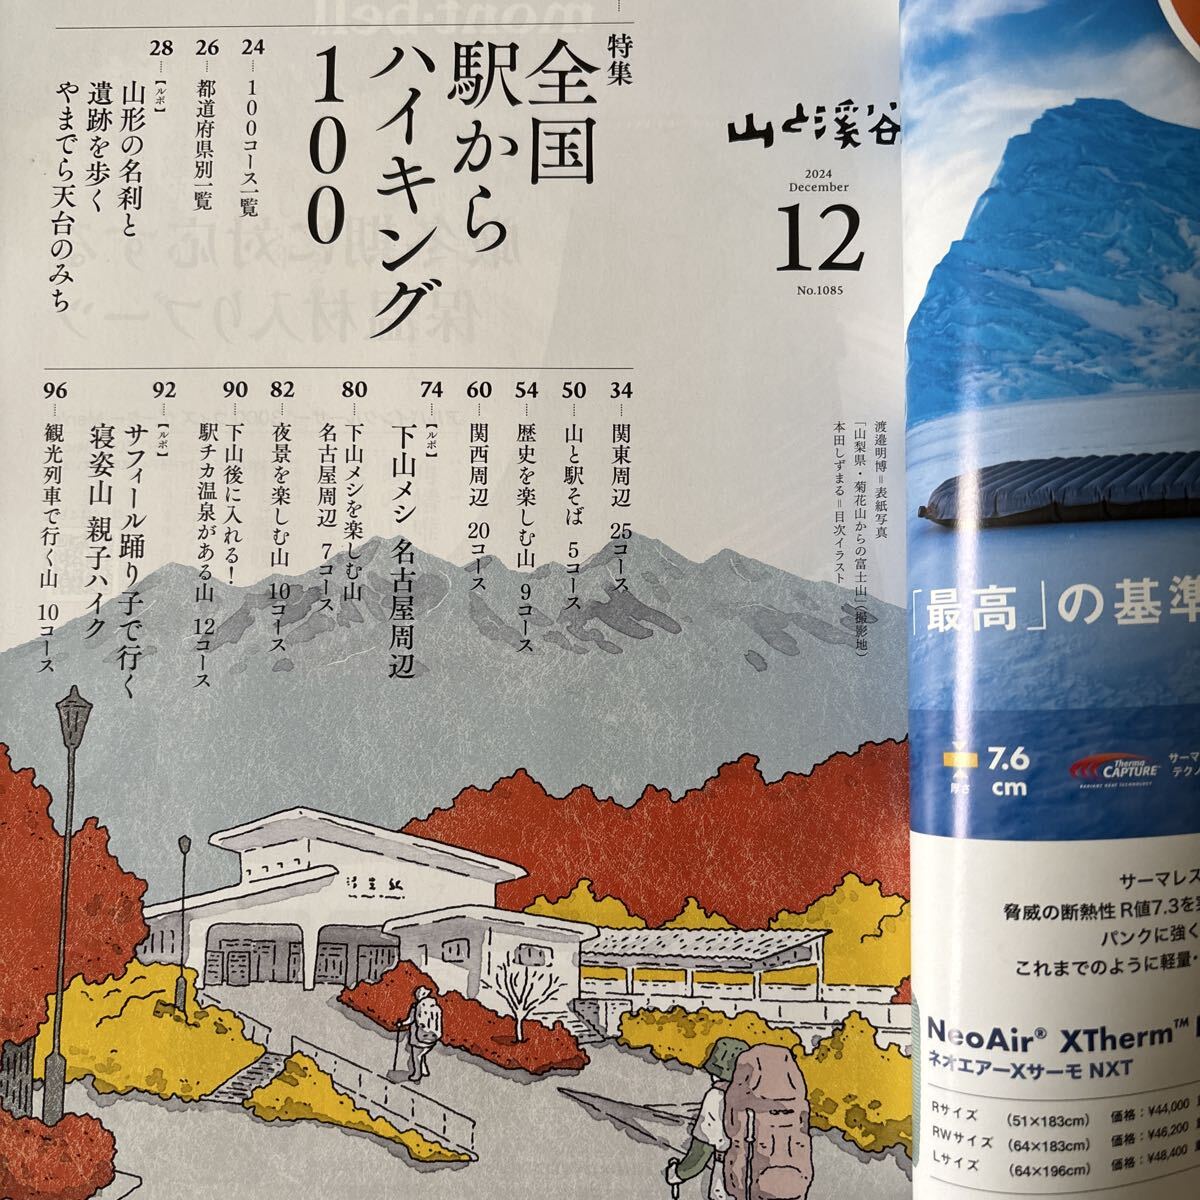 特集
全国
駅から
ハイキング
100
24 100コース一覧
26 都道府県別一覧
28 【ルポ】
山形の名刹と
遺跡を歩く
やまでら天台のみち
34 関東周辺 25コース
50 山と駅そば 5コース
54 歴史を楽しむ山 9コース
60 関西周辺 20コース
74 【ルポ】
下山メシ 名古屋周辺
80 下山メシを楽しむ山
名古屋周辺 7コース
82 夜景を楽しむ山 10コース
90 下山後に入れる!
駅チカ温泉がある山 12コース
92 【ルポ】
サフィール踊り子で行く
寝姿山 親子ハイク
96 観光列車で行く山 10コース
山と溪谷
2024
December
12
No.1085
渡邉明博=表紙写真
「山梨県・菊花山からの富士山」(撮影地)
本田しずまる=目次イラスト
mont-bell
「最高」の基準
厚さ
7.6
cm
Therma
CAPTURE™
RADIANT HEAT TECHNOLOGY
サーマ
テクノ
サーマレス
脅威の断熱性R値7.3を実
パンクに強く
これまでのように軽量・
NeoAir® XTherm™
ネオエアーXサーモ NXT
Rサイズ (51×183cm) 価格:¥44,000
RWサイズ (64×183cm) 価格:¥46,200
Lサイズ (64×196cm) 価格:¥48,400